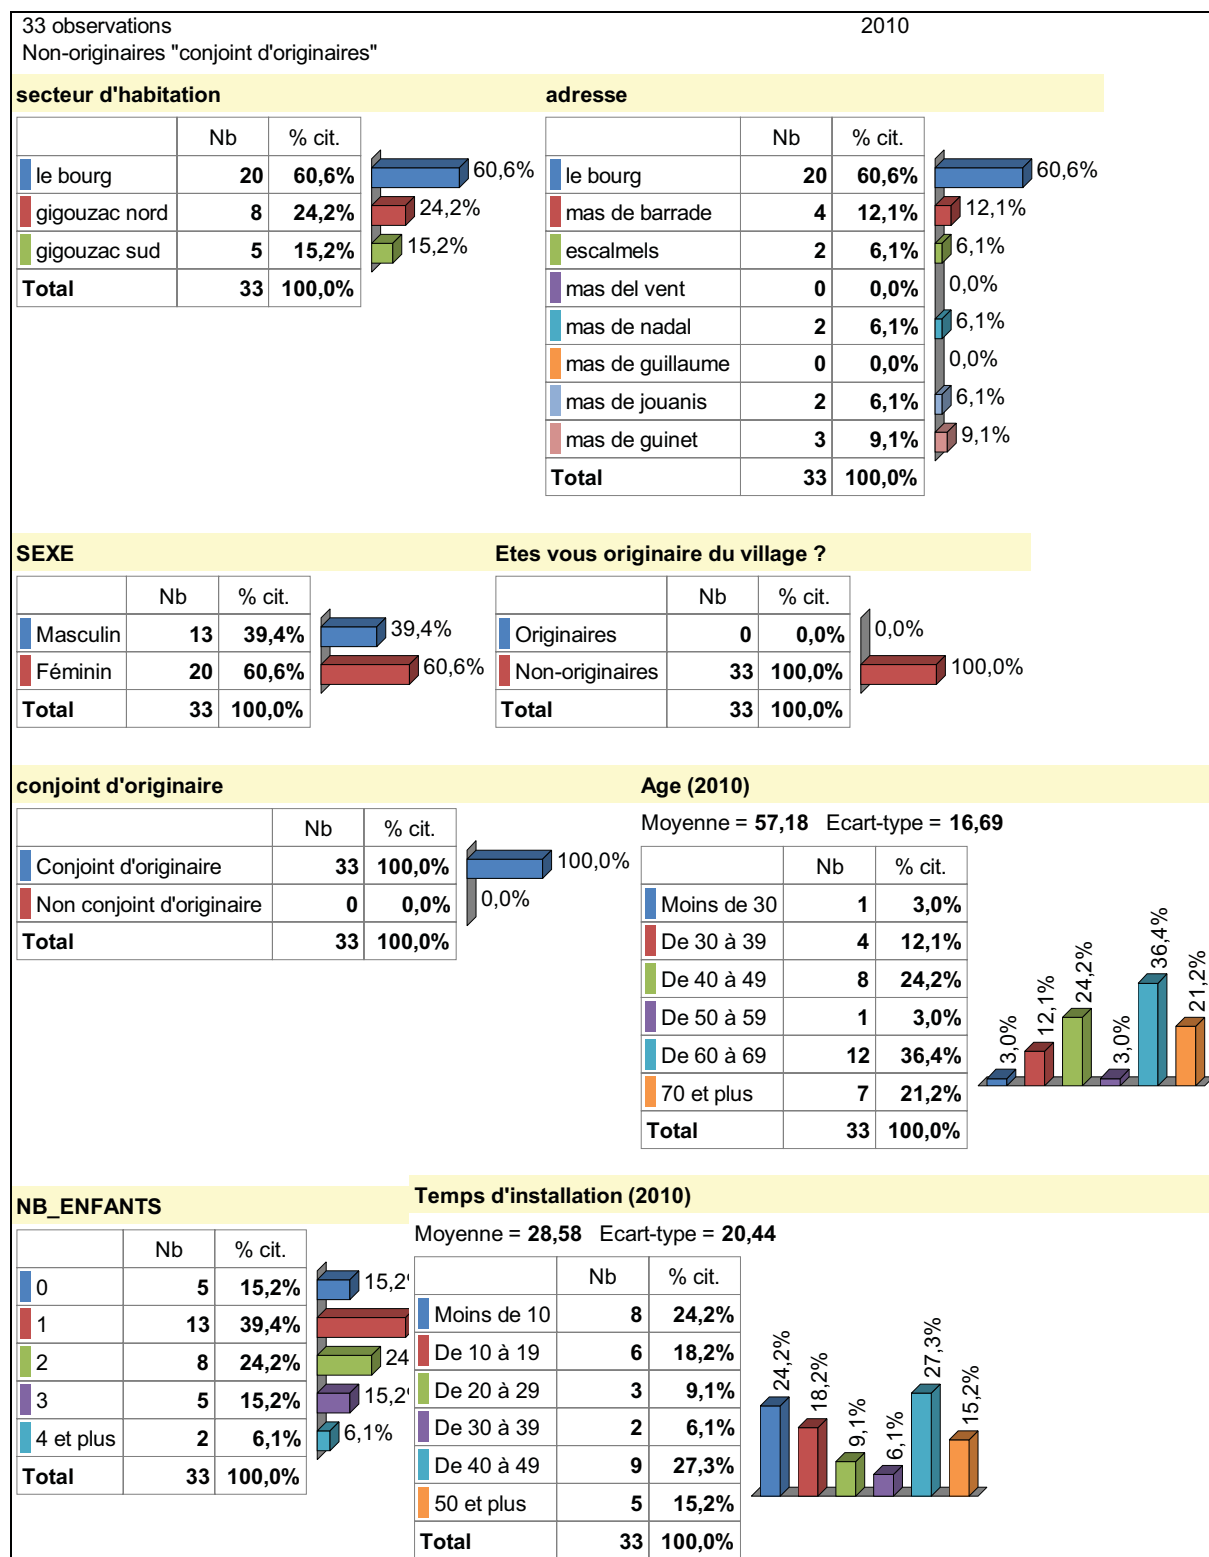 33 observations 2010
Non-originaires "conjoint d'originaires"
secteur d'habitation
Nb % cit.
le bourg 20 60,6% 60,6%
gigouzac nord 8 24,2% 24,2%
gigouzac sud 5 15,2% 15,2%
Total 33 100,0%
adresse
Nb % cit.
le bourg 20 60,6% 60,6%
mas de barrade 4 12,1% 12,1%
escalmels 2 6,1% 6,1%
mas del vent 0 0,0% 0,0%
mas de nadal 2 6,1% 6,1%
mas de guillaume 0 0,0% 0,0%
mas de jouanis 2 6,1% 6,1%
mas de guinet 3 9,1% 9,1%
Total 33 100,0%
SEXE
Nb % cit.
Masculin 13 39,4% 39,4%
Féminin 20 60,6% 60,6%
Total 33 100,0%
Etes vous originaire du village ?
Nb % cit.
Originaires 0 0,0% 0,0%
Non-originaires 33 100,0% 100,0%
Total 33 100,0%
conjoint d'originaire
Nb % cit.
Conjoint d'originaire 33 100,0% 100,0%
Non conjoint d'originaire 0 0,0% 0,0%
Total 33 100,0%
Age (2010)
Moyenne = 57,18 Ecart-type = 16,69
Nb % cit.
Moins de 30 1 3,0%
De 30 à 39 4 12,1%
De 40 à 49 8 24,2%
De 50 à 59 1 3,0%
De 60 à 69 12 36,4%
70 et plus 7 21,2%
Total 33 100,0%
3,0% 12,1% 24,2% 3,0% 36,4% 21,2%
NB_ENFANTS
Nb % cit.
0 5 15,2% 15,2
1 13 39,4%
2 8 24,2% 24
3 5 15,2% 15,2
4 et plus 2 6,1% 6,1%
Total 33 100,0%
Temps d'installation (2010)
Moyenne = 28,58 Ecart-type = 20,44
Nb % cit.
Moins de 10 8 24,2%
De 10 à 19 6 18,2%
De 20 à 29 3 9,1%
De 30 à 39 2 6,1%
De 40 à 49 9 27,3%
50 et plus 5 15,2%
Total 33 100,0%
24,2% 18,2% 9,1% 6,1% 27,3% 15,2%